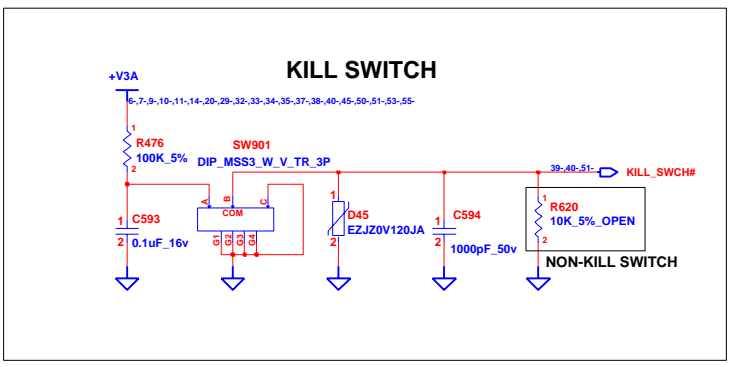 KILL SWITCH
+V3A
6-,7-,9-,10-,11-,14-,20-,29-,32-,33-,34-,35-,37-,38-,40-,45-,50-,51-,53-,55-
1
R476
100K_5%
2
SW901
DIP_MSS3_W_V_TR_3P
A
B
C
COM
G1
G2
G3
G4
1
C593
2
0.1uF_16v
1
D45
EZJZ0V120JA
2
1
C594
2
1000pF_50v
39-,40-,51-
KILL_SWCH#
1
R620
10K_5%_OPEN
2
NON-KILL SWITCH